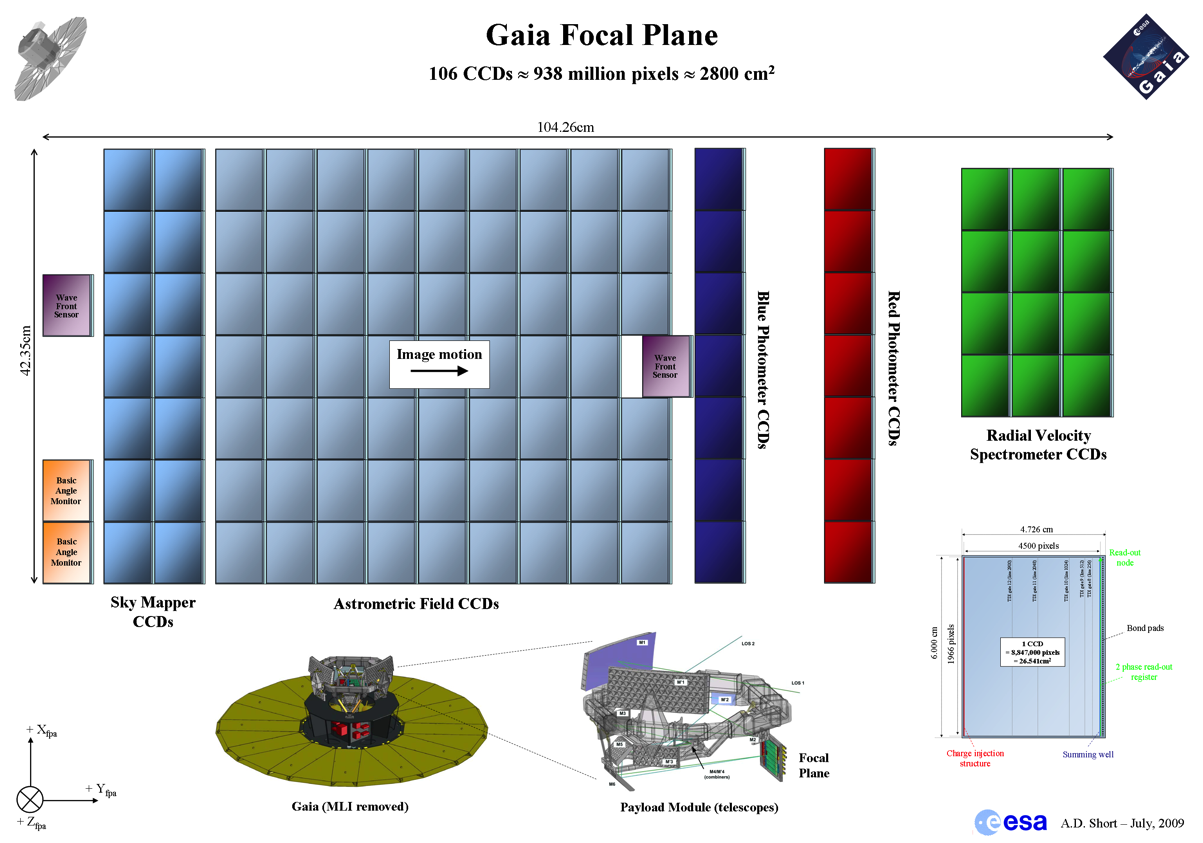 Gaia Focal Plane
106 CCDs ≈ 938 million pixels ≈ 2800 cm²
esa
Gaia
104.26cm
42.35cm
Wave
Front
Sensor
Basic
Angle
Monitor
Basic
Angle
Monitor
Image motion
Wave
Front
Sensor
Blue Photometer CCDs
Red Photometer CCDs
Sky Mapper
CCDs
Astrometric Field CCDs
Radial Velocity
Spectrometer CCDs
4.726 cm
4500 pixels
Read-out
node
6.000 cm
1966 pixels
1 CCD
= 8,847,000 pixels
= 26.541cm²
Bond pads
2 phase read-out
register
Charge injection
structure
Summing well
M1
LOS 2
M'1
LOS 1
M'2
M3
M5
M2
M'3
M4/M'4
(combiners)
M6
Focal
Plane
Gaia (MLI removed)
Payload Module (telescopes)
+ Xfpa
+ Yfpa
+ Zfpa
esa
A.D. Short – July, 2009